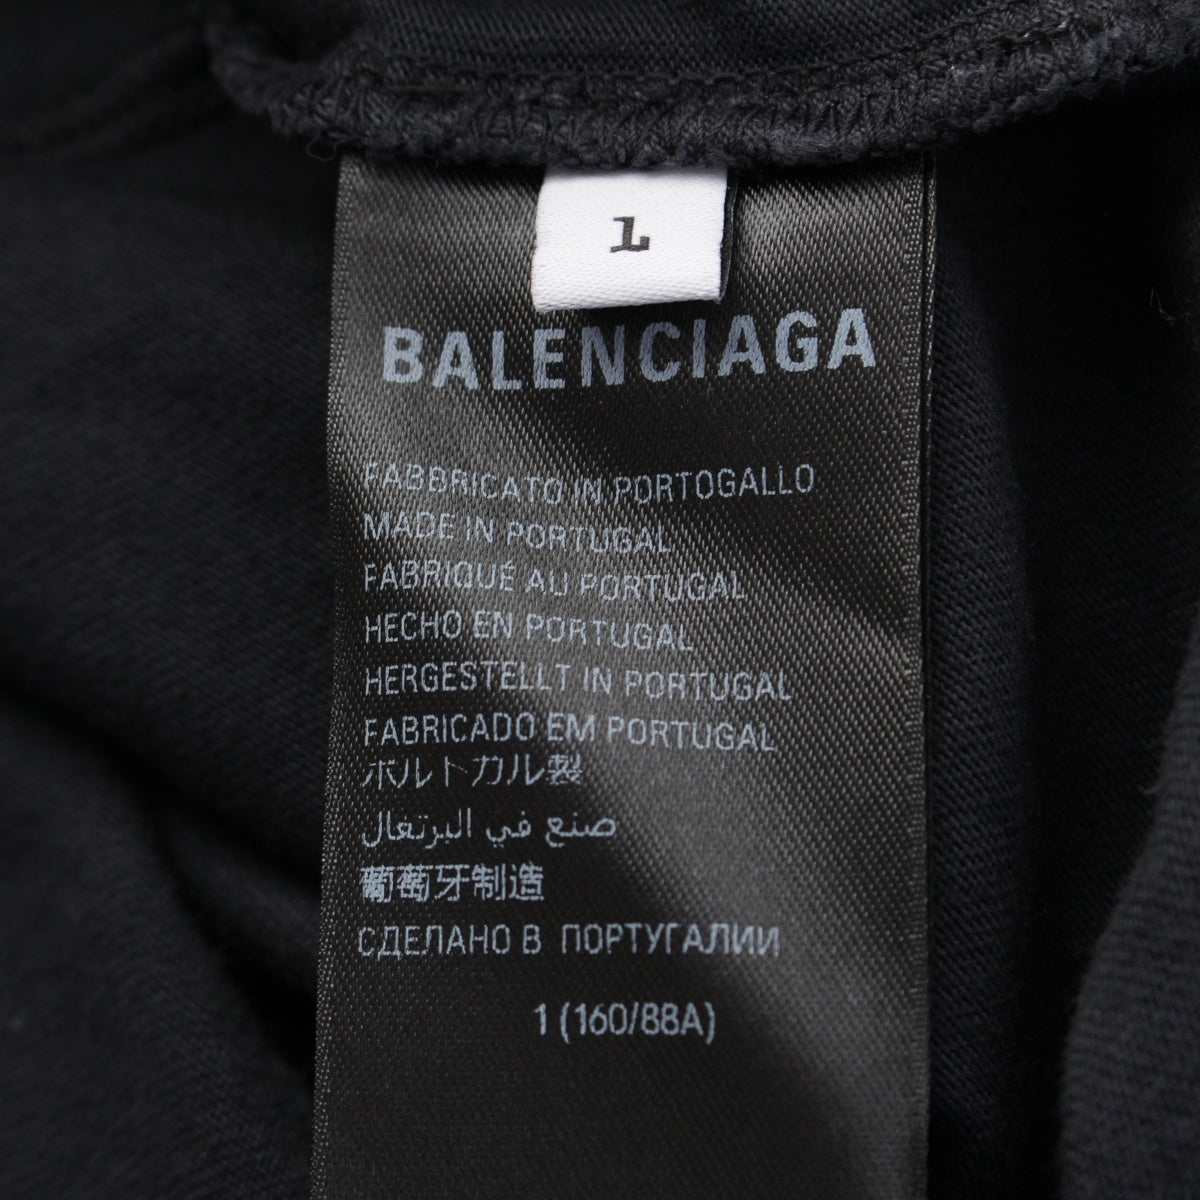 1
BALENCIAGA
FABBRICATO IN PORTOGALLO
MADE IN PORTUGAL
FABRIQUÉ AU PORTUGAL
HECHO EN PORTUGAL
HERGESTELLT IN PORTUGAL
FABRICADO EM PORTUGAL
ポルトガル製
صنع في البرتغال
葡萄牙制造
СДЕЛАНО В ПОРТУГАЛИИ
1 (160/88A)